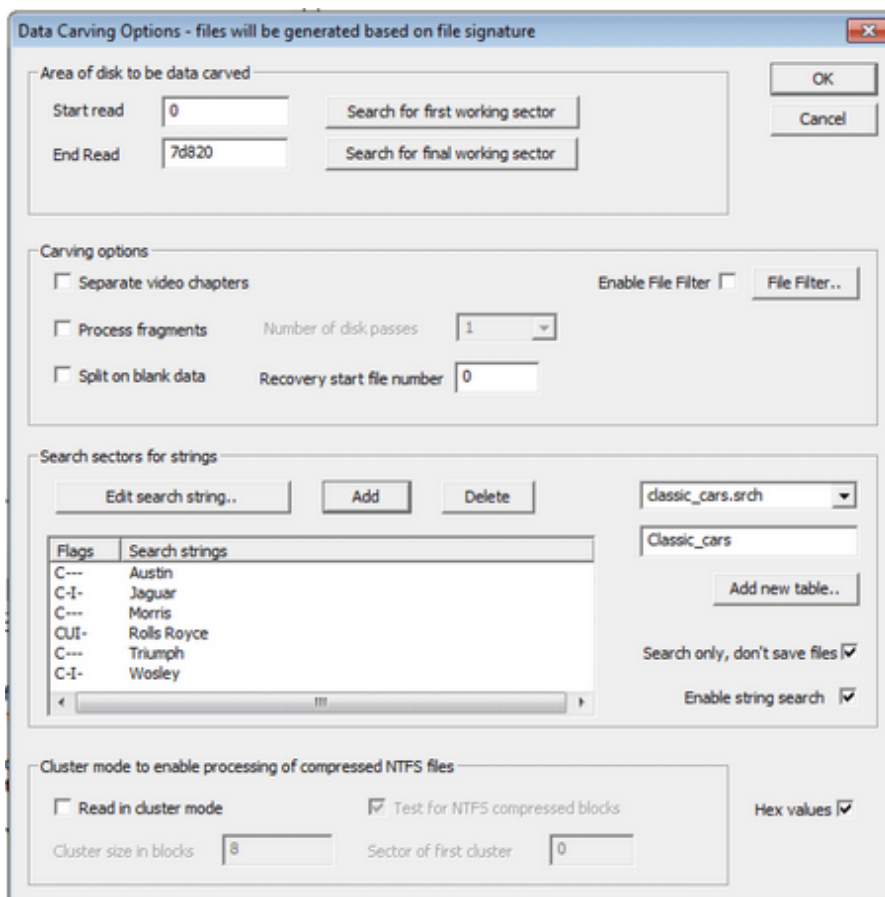 Data Carving Options - files will be generated based on file signature
Area of disk to be data carved
OK
Start read 0 Search for first working sector
Cancel
End Read 7d820 Search for final working sector
Carving options
Separate video chapters Enable File Filter File Filter..
Process fragments Number of disk passes 1
Split on blank data Recovery start file number 0
Search sectors for strings
Edit search string.. Add Delete classic_cars.srch
Classic_cars
Flags Search strings
C--- Austin
C-I- Jaguar
C--- Morris
CUI- Rolls Royce
C--- Triumph
C-I- Wosley
Add new table..
Search only, don't save files
Enable string search
Cluster mode to enable processing of compressed NTFS files
Read in cluster mode Test for NTFS compressed blocks Hex values
Cluster size in blocks 8 Sector of first cluster 0